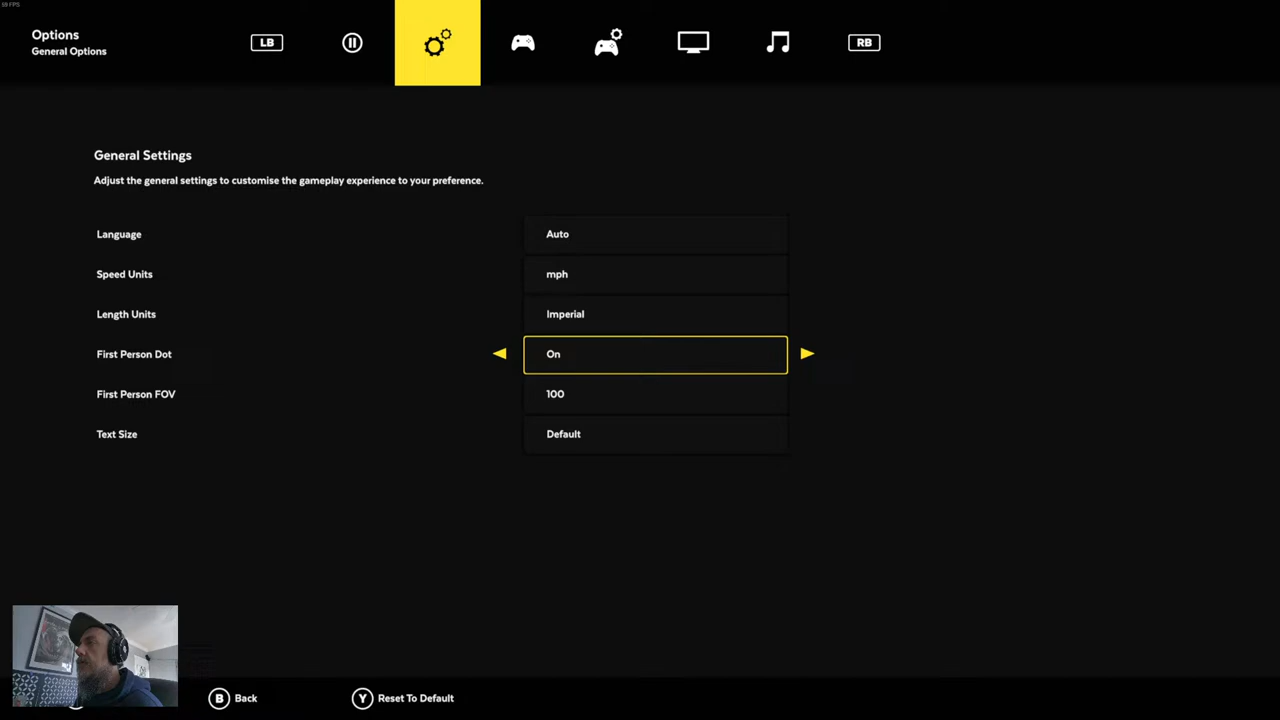 Options
General Options
LB
RB
General Settings
Adjust the general settings to customise the gameplay experience to your preference.
Language Auto
Speed Units mph
Length Units Imperial
First Person Dot On
First Person FOV 100
Text Size Default
B Back
Y Reset To Default